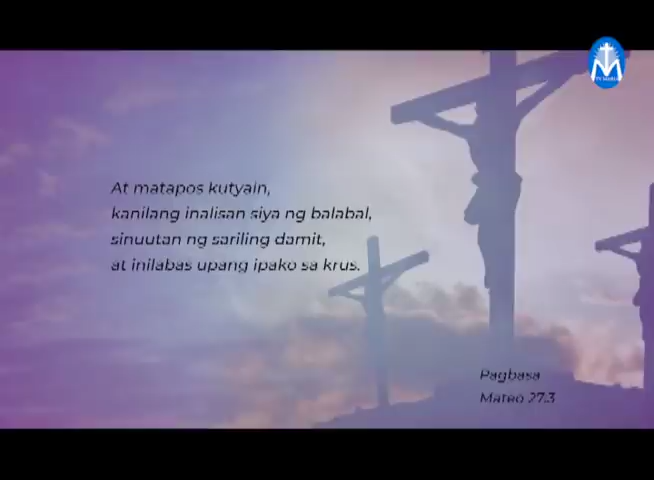 At matapos kutyain,
kanilang inalisan siya ng balabal,
sinuutan ng sariling damit,
at inilabas upang ipako sa krus.
Pagbasa
Mateo 27:3